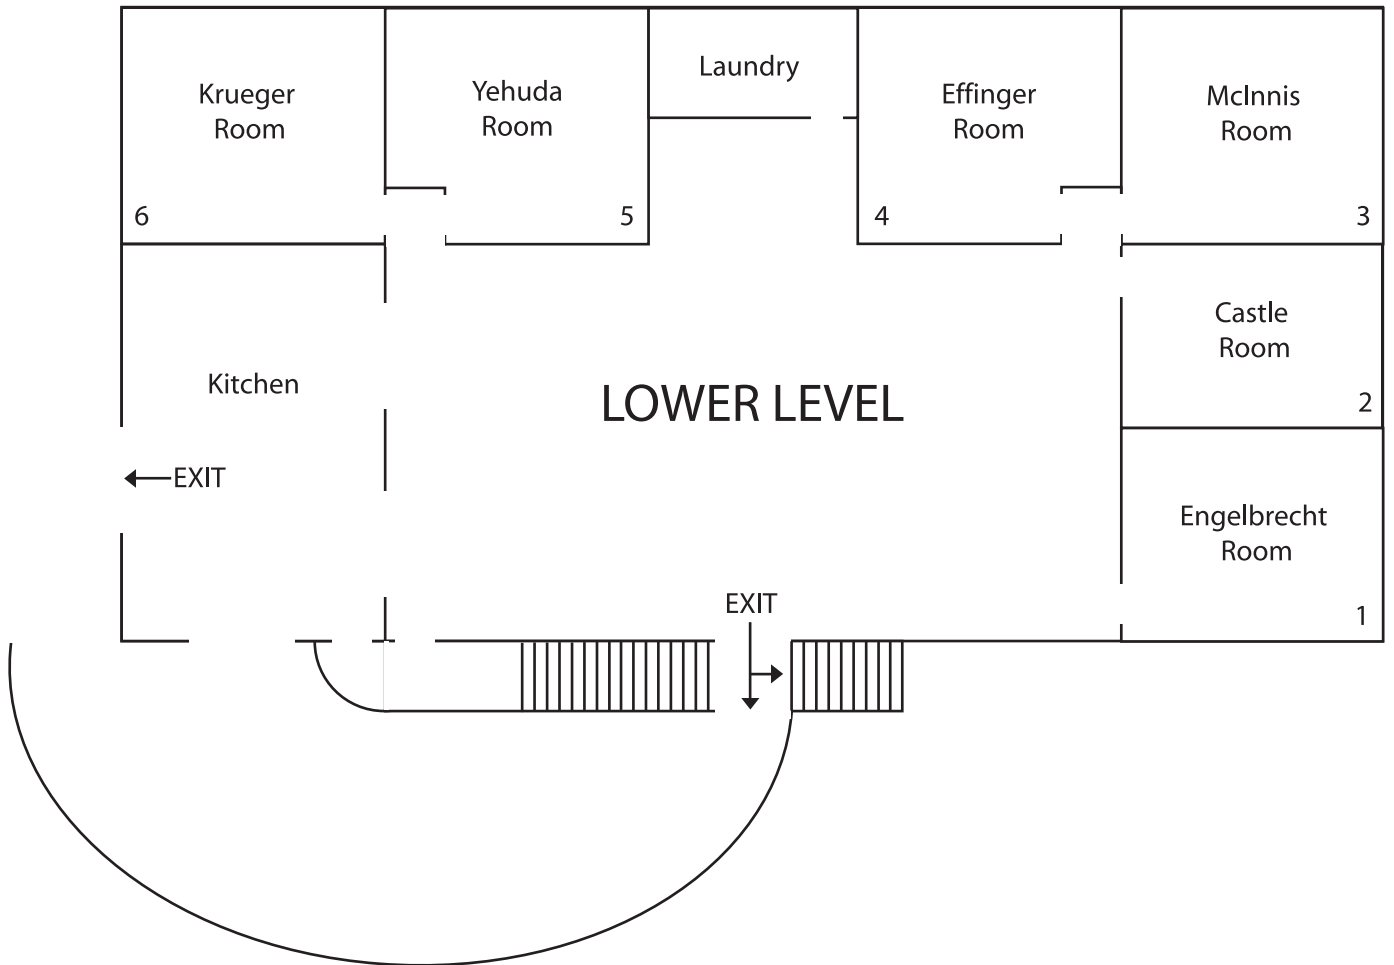 Krueger
Room
6
Yehuda
Room
5
Laundry
Effinger
Room
4
McInnis
Room
3
Castle
Room
2
Kitchen
LOWER LEVEL
EXIT
Engelbrecht
Room
1
EXIT